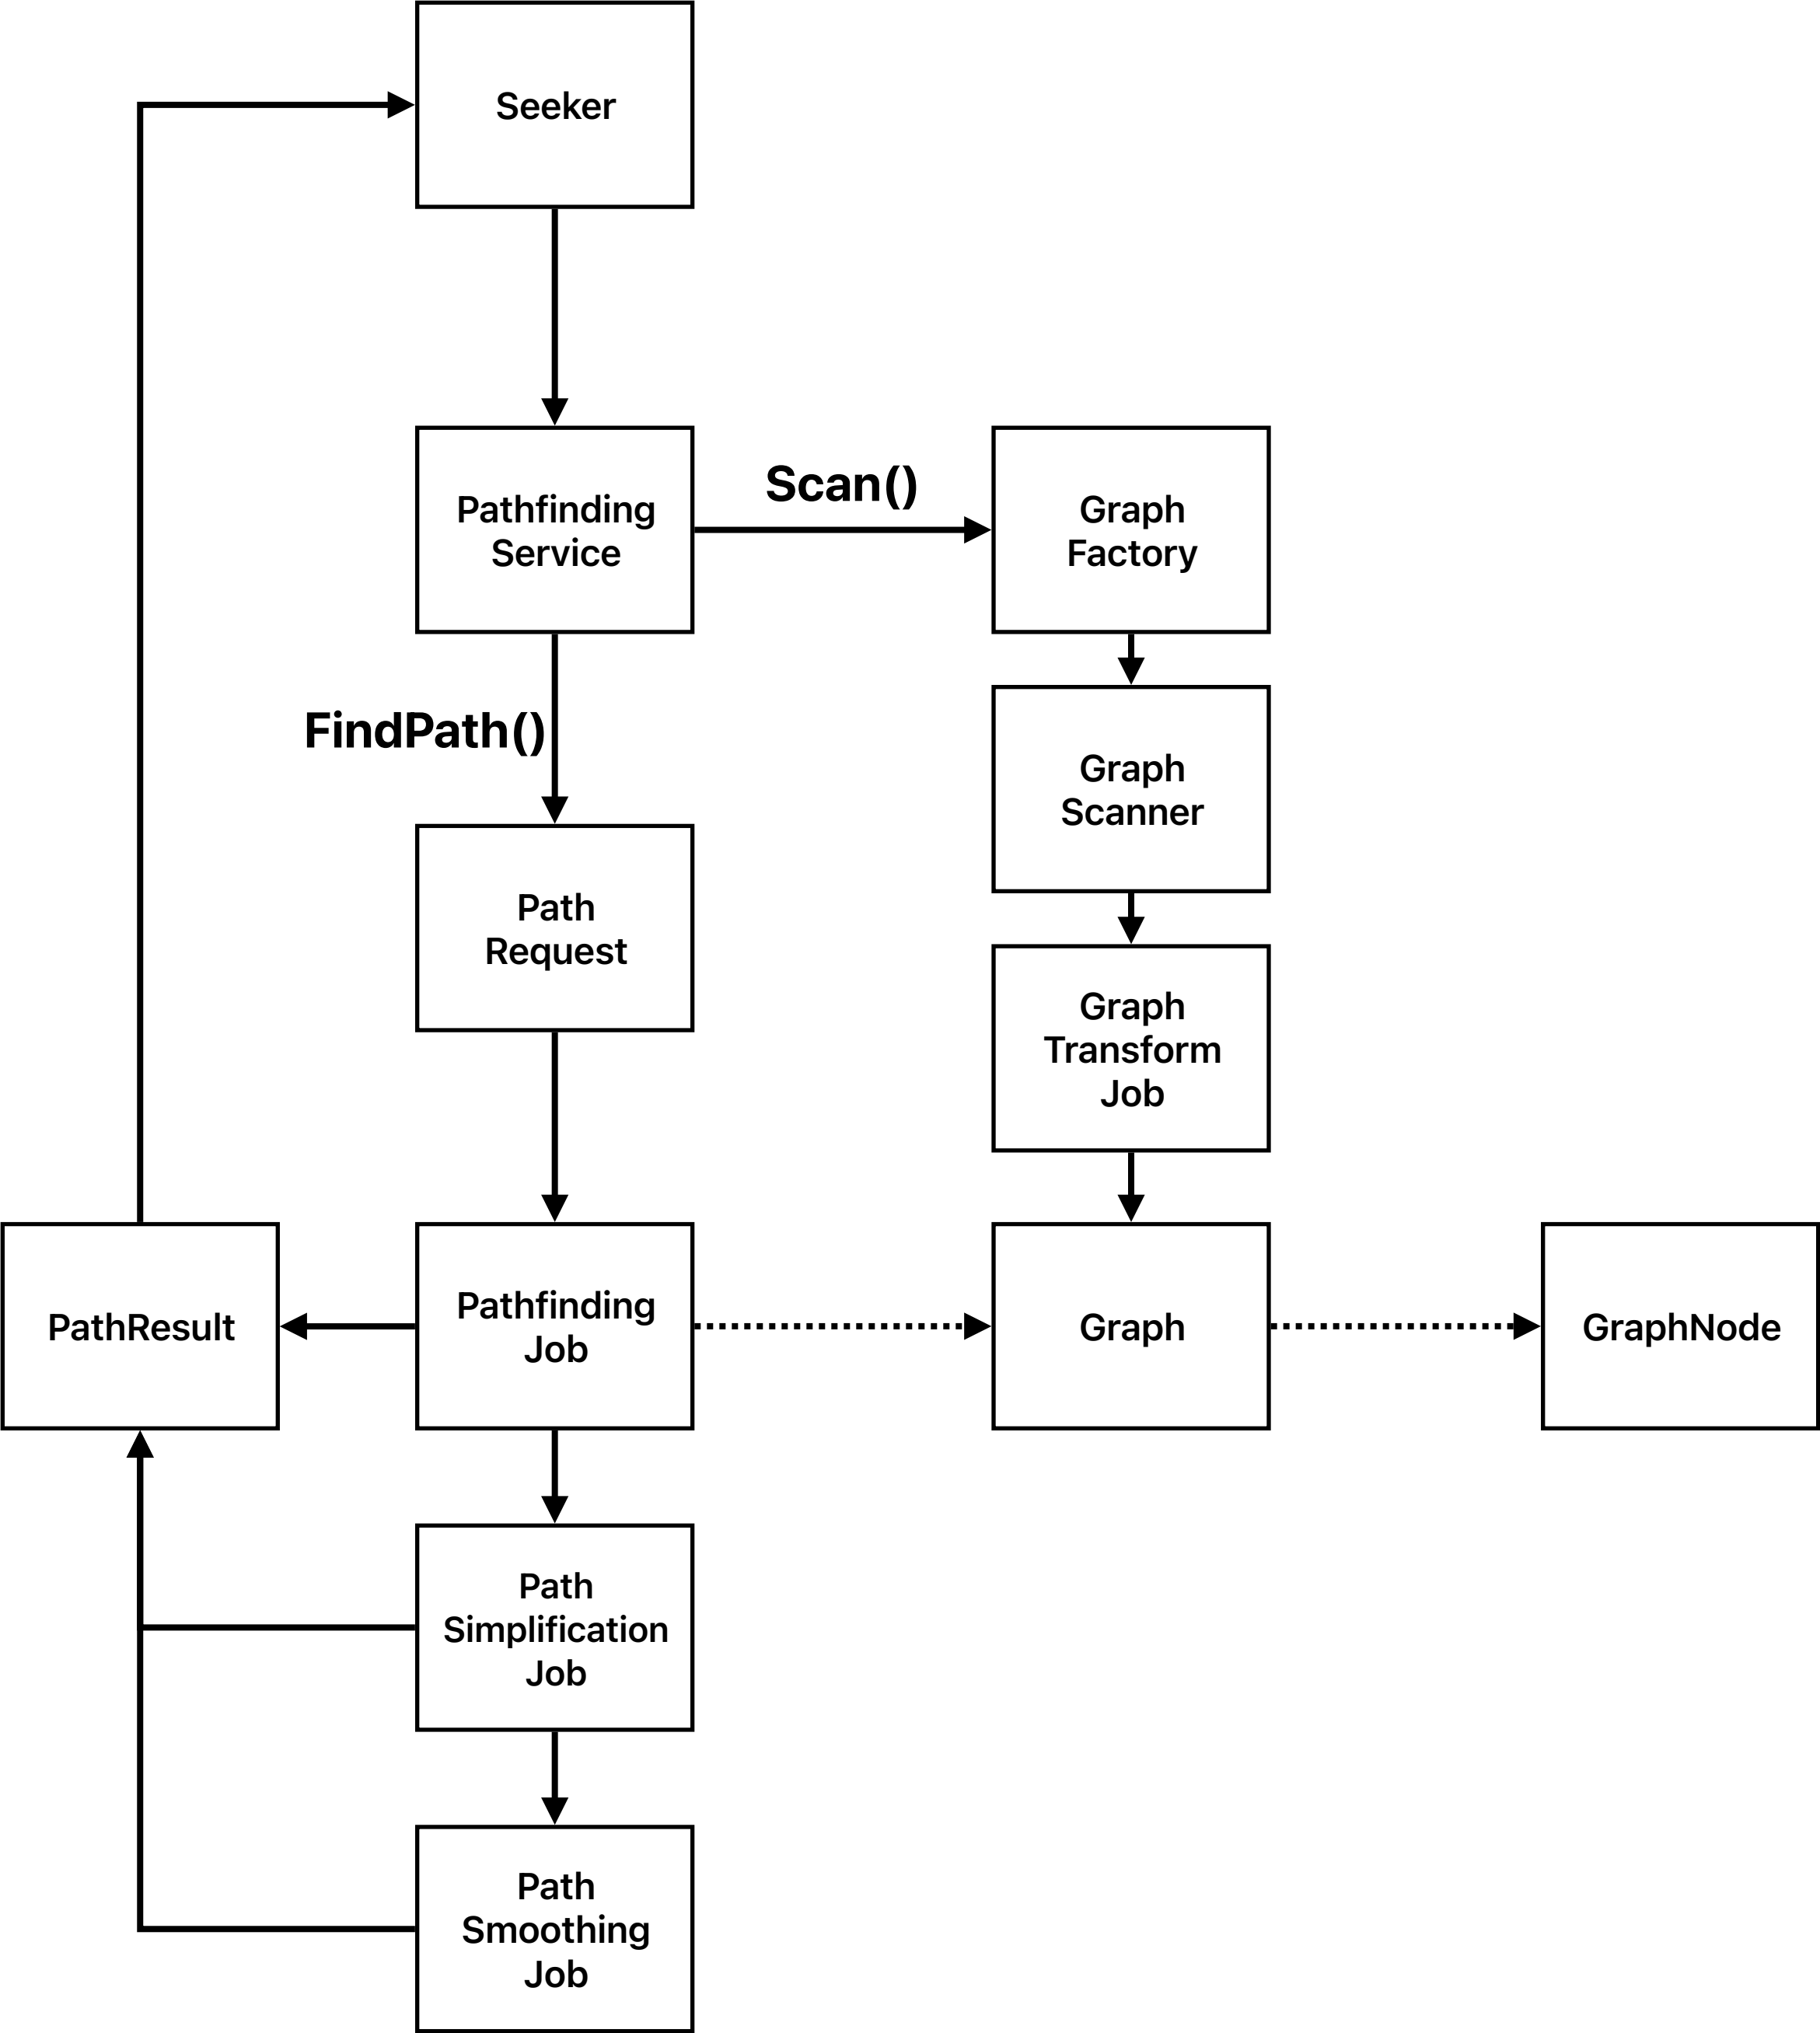 Seeker
Pathfinding
Service
Scan()
Graph
Factory
FindPath()
Graph
Scanner
Path
Request
Graph
Transform
Job
PathResult
Pathfinding
Job
Graph
GraphNode
Path
Simplification
Job
Path
Smoothing
Job